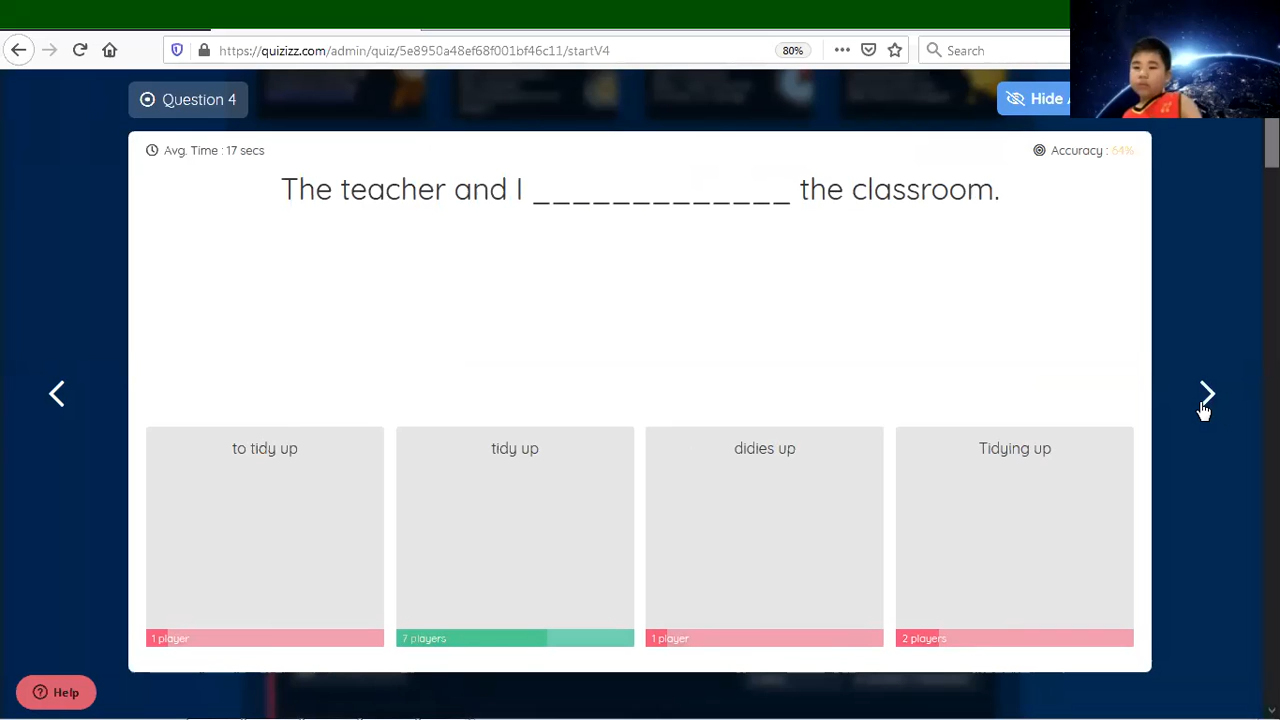 https://quizizz.com/admin/quiz/5e8950a48ef68f001bf46c11/startV4
80%
Search
Question 4
Hide
Avg. Time : 17 secs
Accuracy : 64%
The teacher and I _____________ the classroom.
to tidy up
tidy up
didies up
Tidying up
1 player
7 players
1 player
2 players
Help